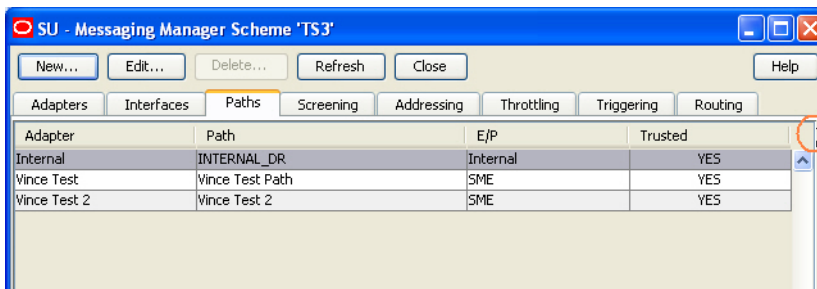 SU - Messaging Manager Scheme 'TS3'
New... Edit... Delete... Refresh Close Help
Adapters Interfaces Paths Screening Addressing Throttling Triggering Routing
Adapter Path E/P Trusted
Internal INTERNAL_DR Internal YES
Vince Test Vince Test Path SME YES
Vince Test 2 Vince Test 2 SME YES